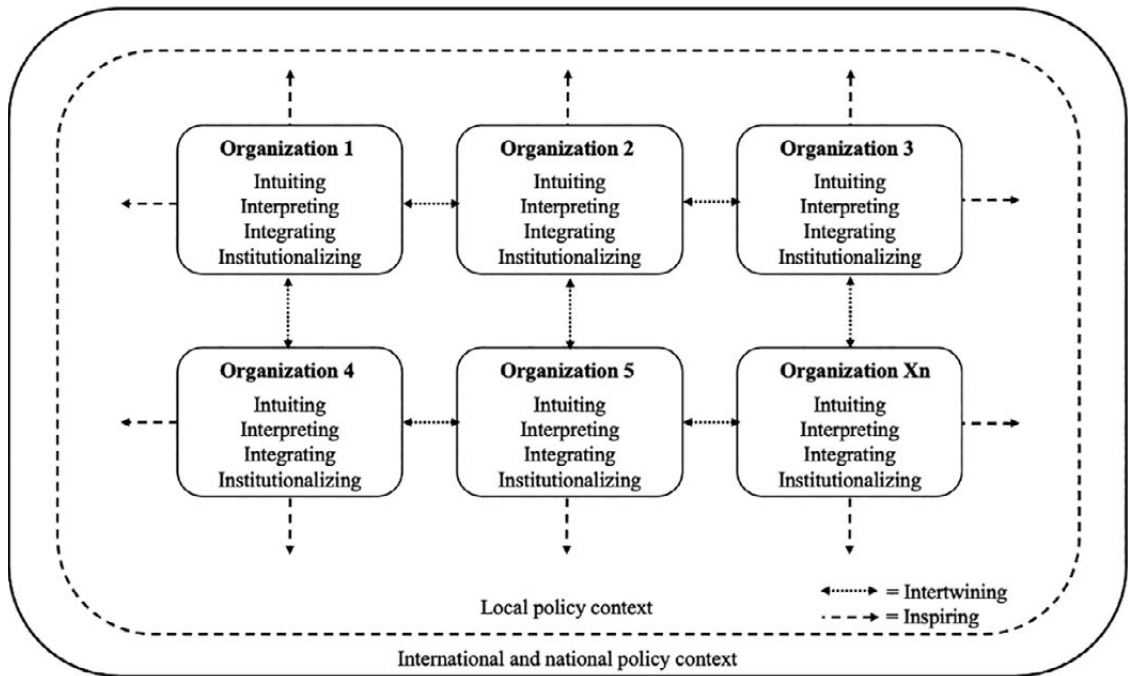 Organization 1
Intuiting
Interpreting
Integrating
Institutionalizing
Organization 2
Intuiting
Interpreting
Integrating
Institutionalizing
Organization 3
Intuiting
Interpreting
Integrating
Institutionalizing
Organization 4
Intuiting
Interpreting
Integrating
Institutionalizing
Organization 5
Intuiting
Interpreting
Integrating
Institutionalizing
Organization Xn
Intuiting
Interpreting
Integrating
Institutionalizing
= Intertwining
= Inspiring
Local policy context
International and national policy context